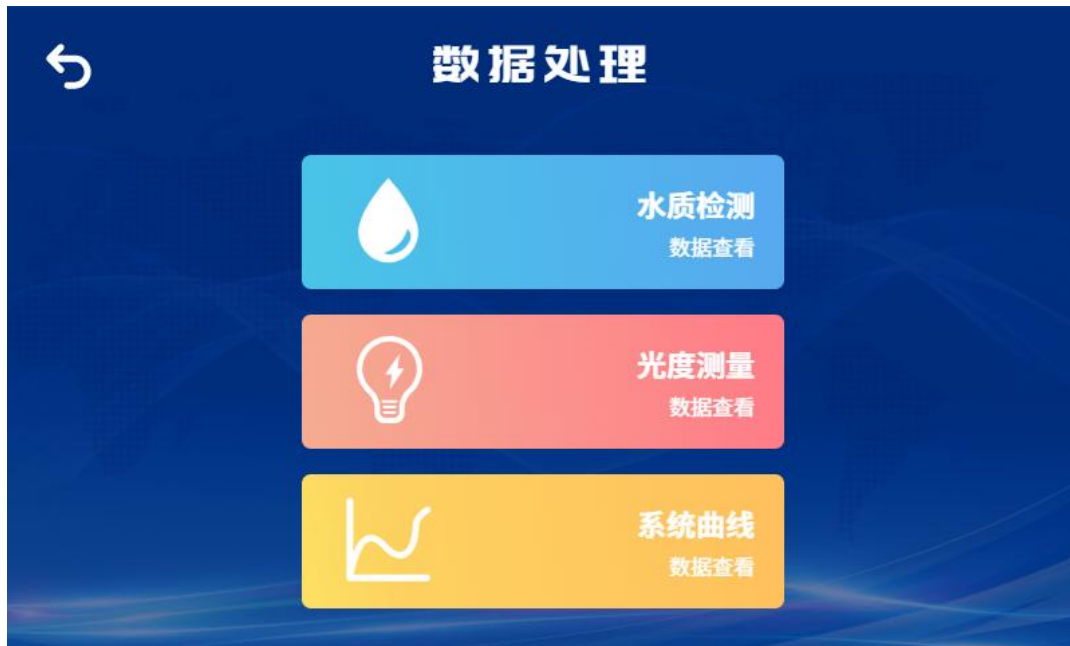 数据处理
水质检测
数据查看
光度测量
数据查看
系统曲线
数据查看